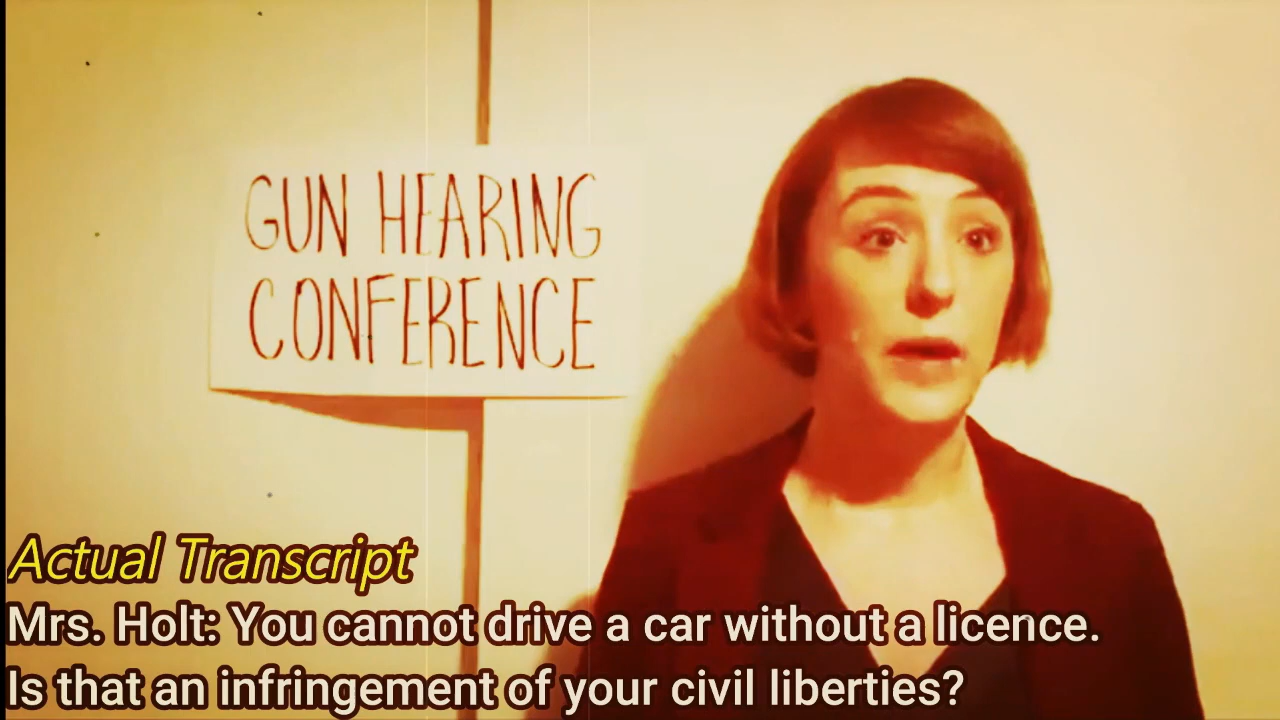 GUN HEARING
CONFERENCE
Actual Transcript
Mrs. Holt: You cannot drive a car without a licence.
Is that an infringement of your civil liberties?